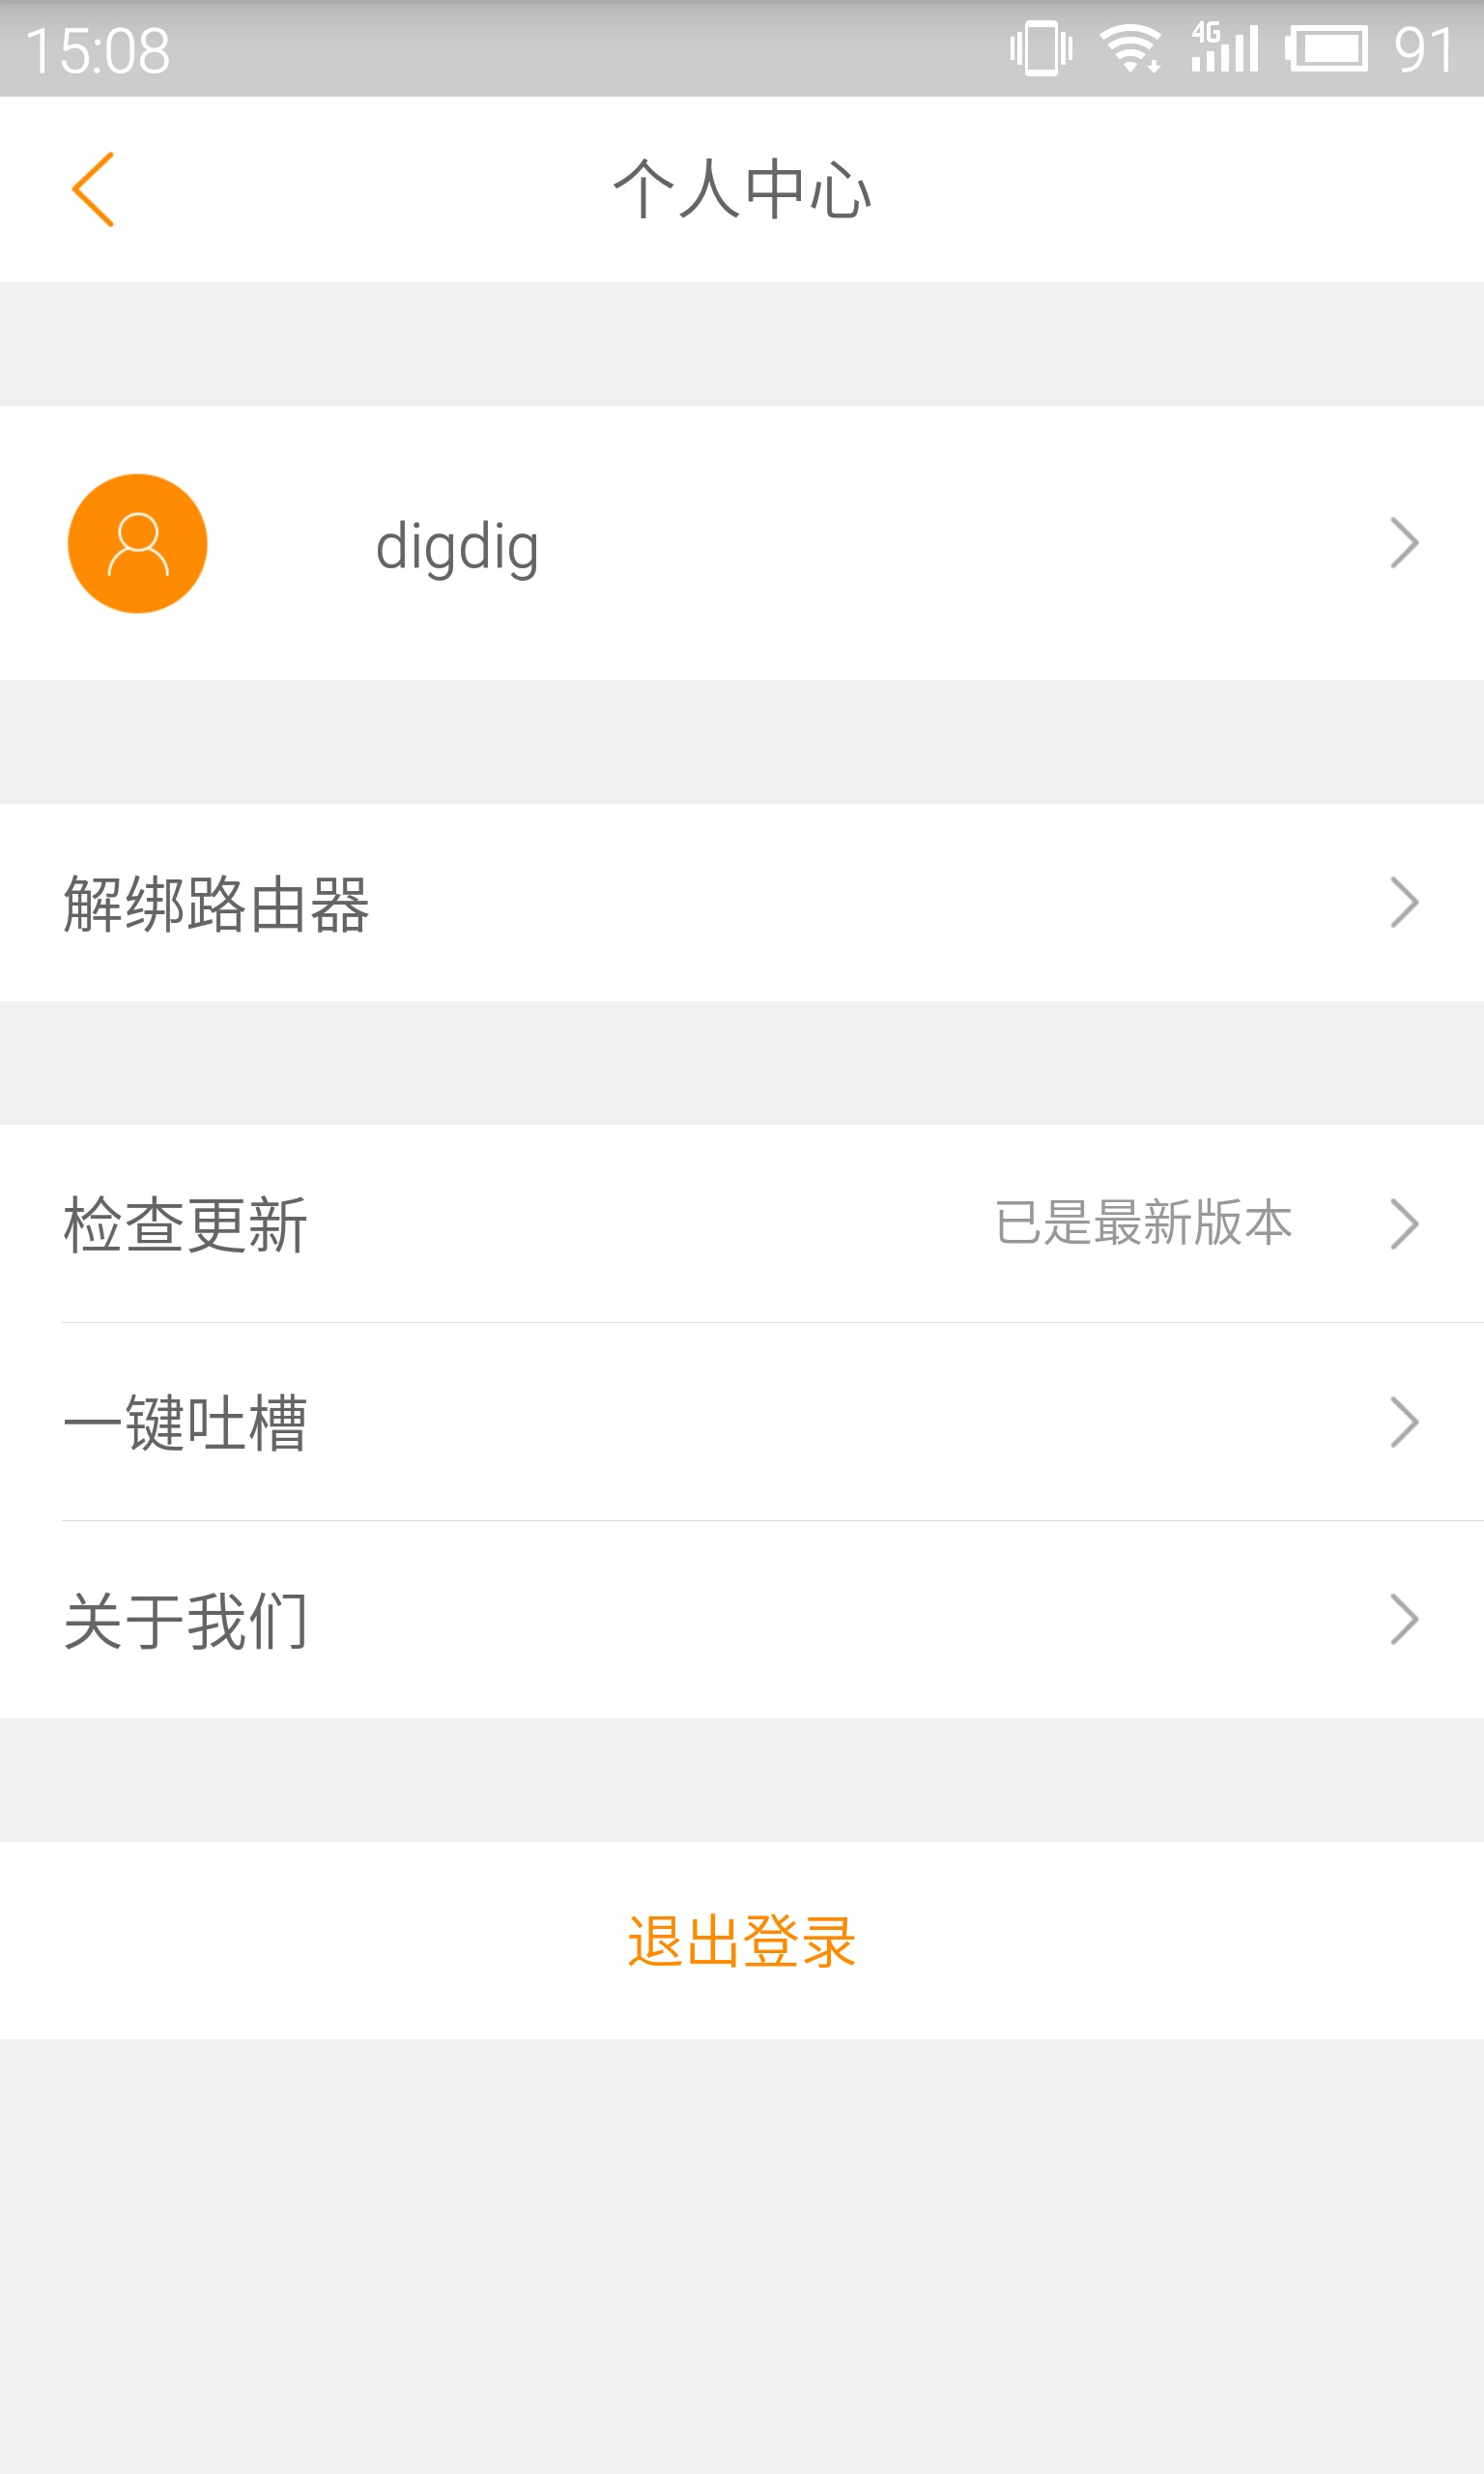 15:08
4G
91
个人中心
digdig
解绑路由器
检查更新
已是最新版本
一键吐槽
关于我们
退出登录